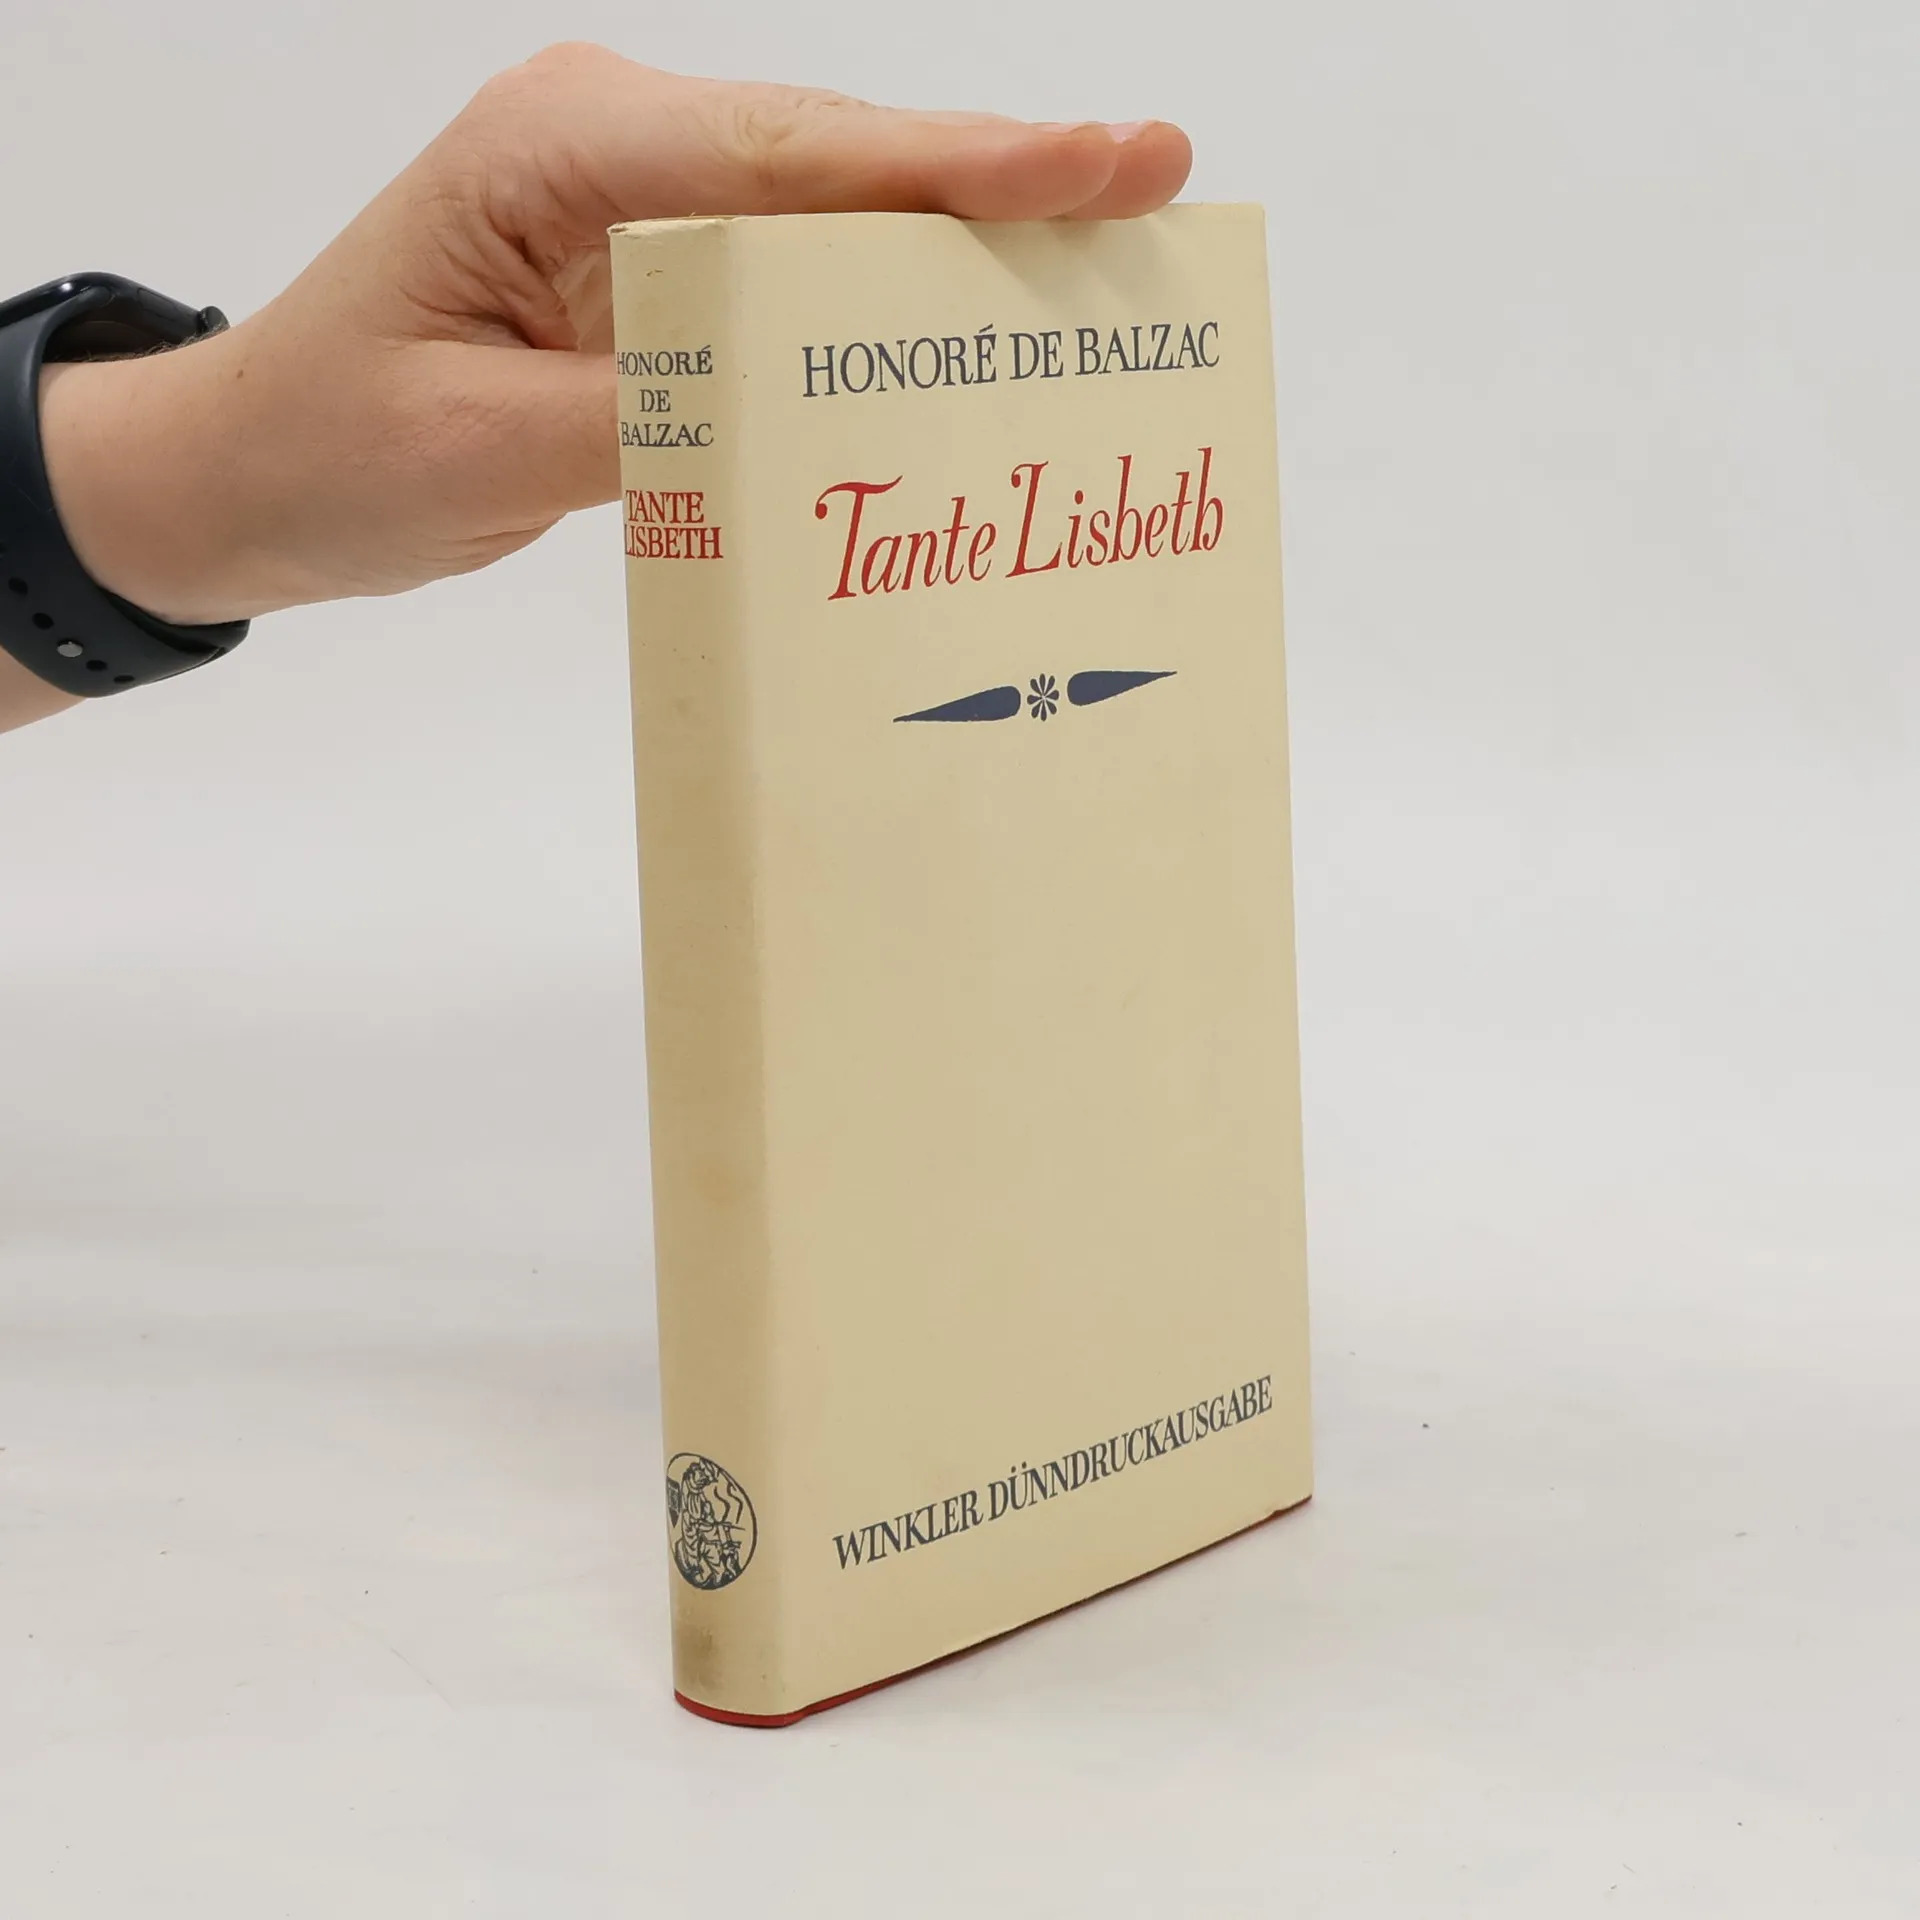 HONORÉ
DE
BALZAC
TANTE
LISBETH
HONORÉ DE BALZAC
Tante Lisbeth
WINKLER DÜNNDRUCKAUSGABE